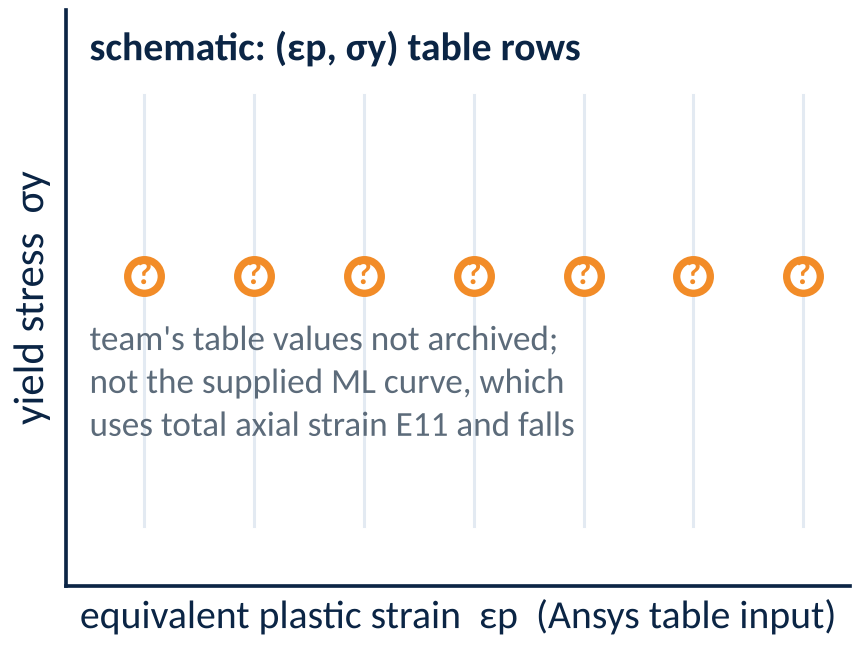 schematic: (εp, σy) table rows
yield stress σy
? ? ? ? ? ? ?
team's table values not archived;
not the supplied ML curve, which
uses total axial strain E11 and falls
equivalent plastic strain εp (Ansys table input)